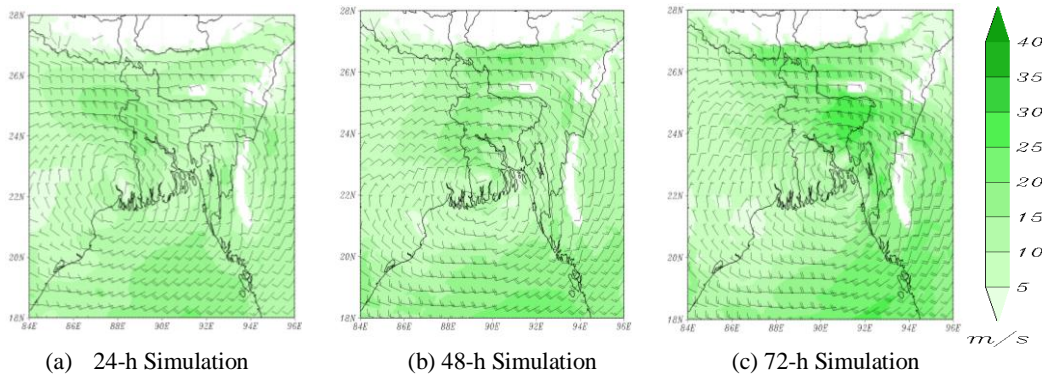 28N
26N
24N
22N
20N
18N
84E 86E 88E 90E 92E 94E 96E
28N
26N
24N
22N
20N
18N
84E 86E 88E 90E 92E 94E 96E
28N
26N
24N
22N
20N
18N
84E 86E 88E 90E 92E 94E 96E
40
35
30
25
20
15
10
5
m/s
(a) 24-h Simulation
(b) 48-h Simulation
(c) 72-h Simulation